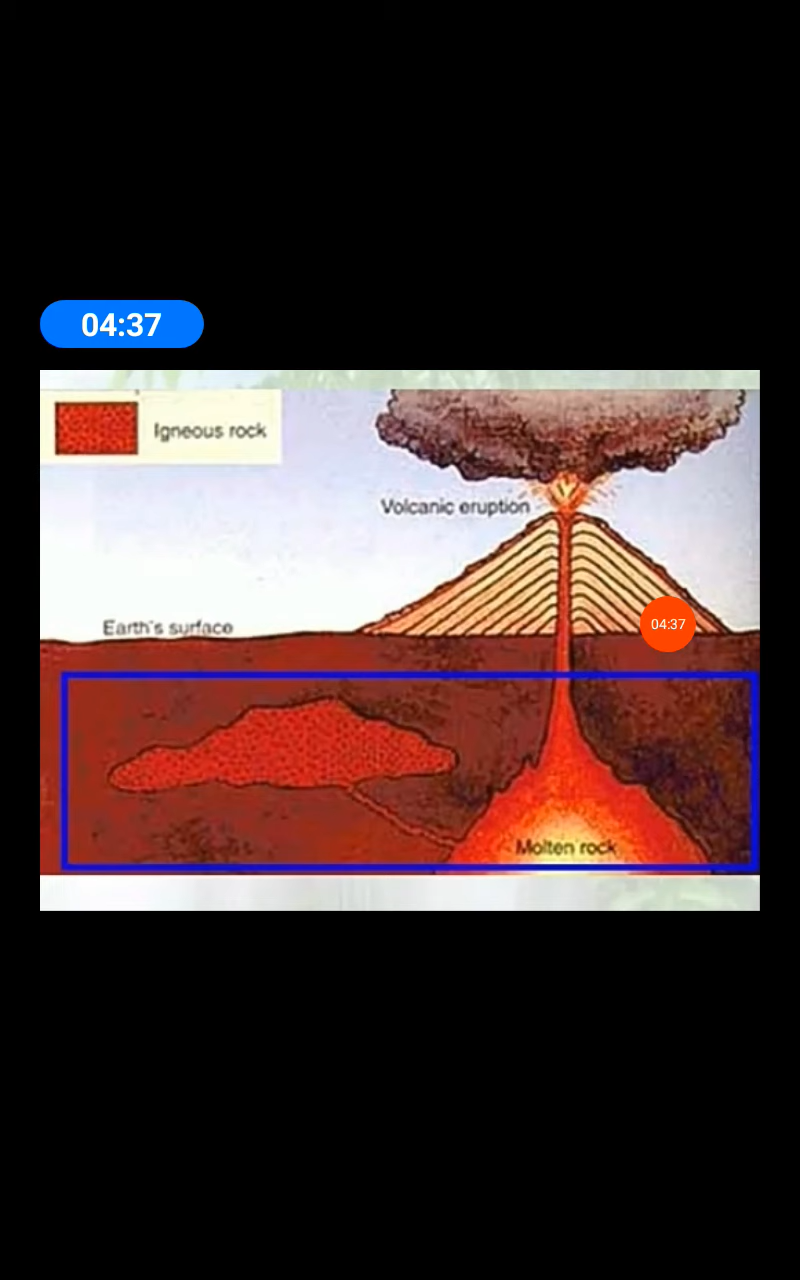 04:37
Igneous rock
Volcanic eruption
Earth's surface
04:37
Molten rock